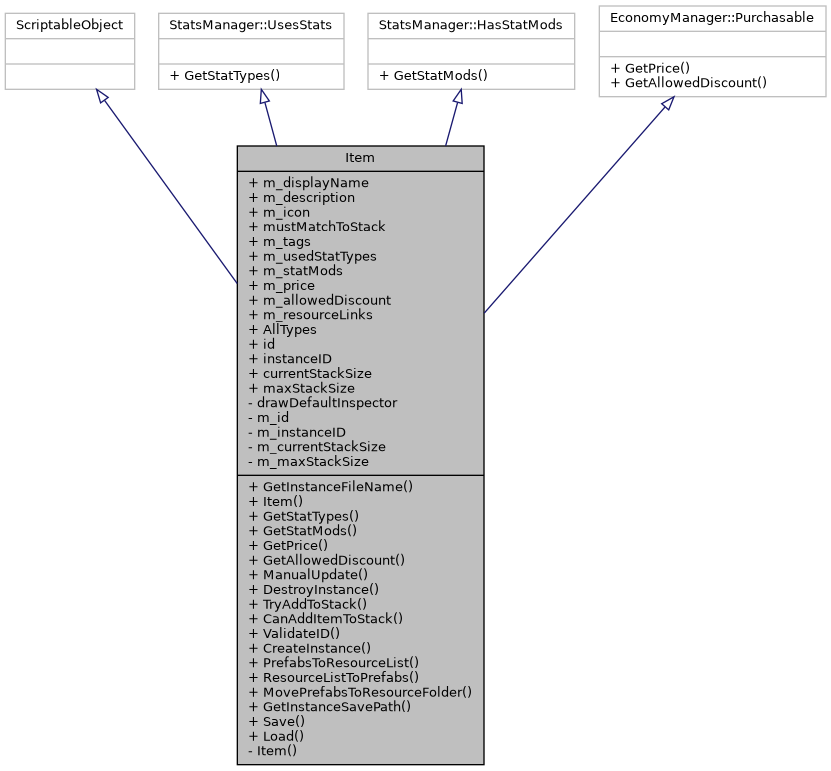 ScriptableObject
StatsManager::UsesStats
+ GetStatTypes()
StatsManager::HasStatMods
+ GetStatMods()
EconomyManager::Purchasable
+ GetPrice()
+ GetAllowedDiscount()
Item
+ m_displayName
+ m_description
+ m_icon
+ mustMatchToStack
+ m_tags
+ m_usedStatTypes
+ m_statMods
+ m_price
+ m_allowedDiscount
+ m_resourceLinks
+ AllTypes
+ id
+ instanceID
+ currentStackSize
+ maxStackSize
- drawDefaultInspector
- m_id
- m_instanceID
- m_currentStackSize
- m_maxStackSize
+ GetInstanceFileName()
+ Item()
+ GetStatTypes()
+ GetStatMods()
+ GetPrice()
+ GetAllowedDiscount()
+ ManualUpdate()
+ DestroyInstance()
+ TryAddToStack()
+ CanAddItemToStack()
+ ValidateID()
+ CreateInstance()
+ PrefabsToResourceList()
+ ResourceListToPrefabs()
+ MovePrefabsToResourceFolder()
+ GetInstanceSavePath()
+ Save()
+ Load()
- Item()